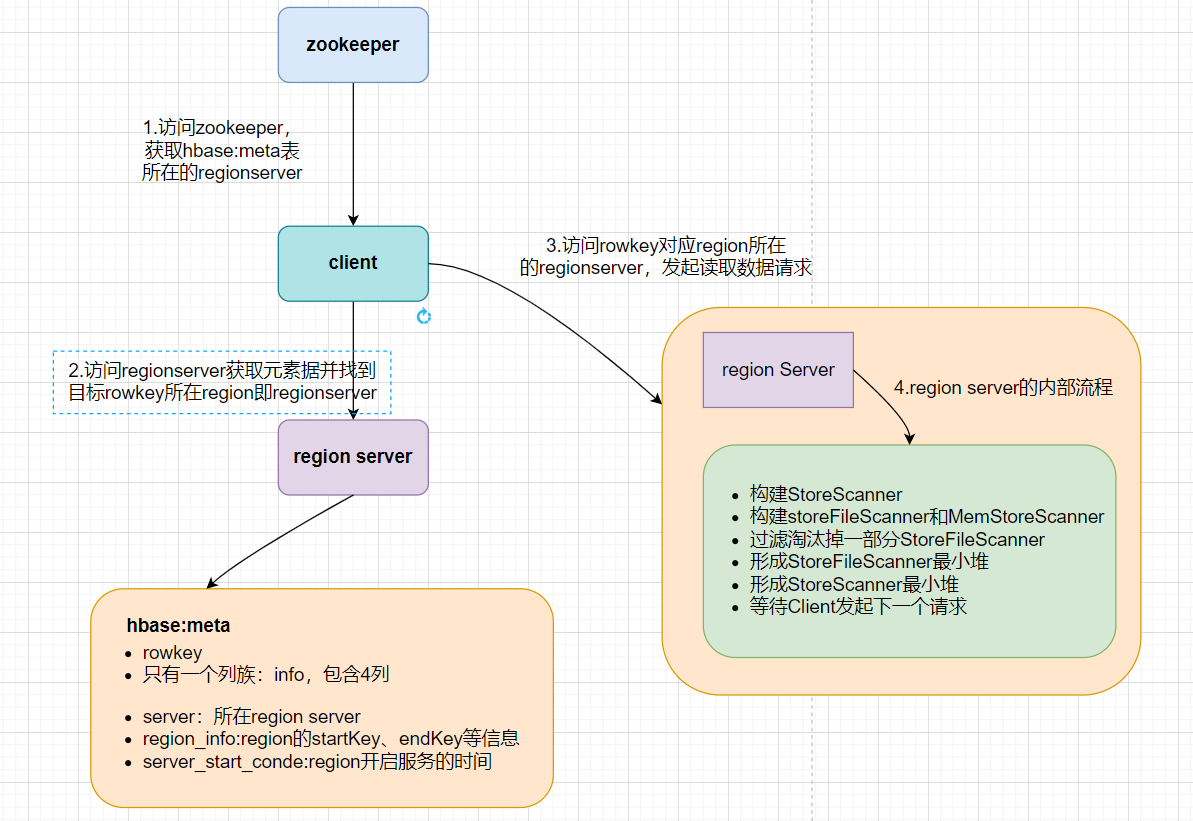 zookeeper
1.访问zookeeper，
获取hbase:meta表
所在的regionserver
client
3.访问rowkey对应region所在
的regionserver，发起读取数据请求
2.访问regionserver获取元素据并找到
目标rowkey所在region即regionserver
region server
region Server
4.region server的内部流程
构建StoreScanner
构建storeFileScanner和MemStoreScanner
过滤淘汰掉一部分StoreFileScanner
形成StoreFileScanner最小堆
形成StoreScanner最小堆
等待Client发起下一个请求
hbase:meta
rowkey
只有一个列族：info，包含4列
server：所在region server
region_info:region的startKey、endKey等信息
server_start_conde:region开启服务的时间